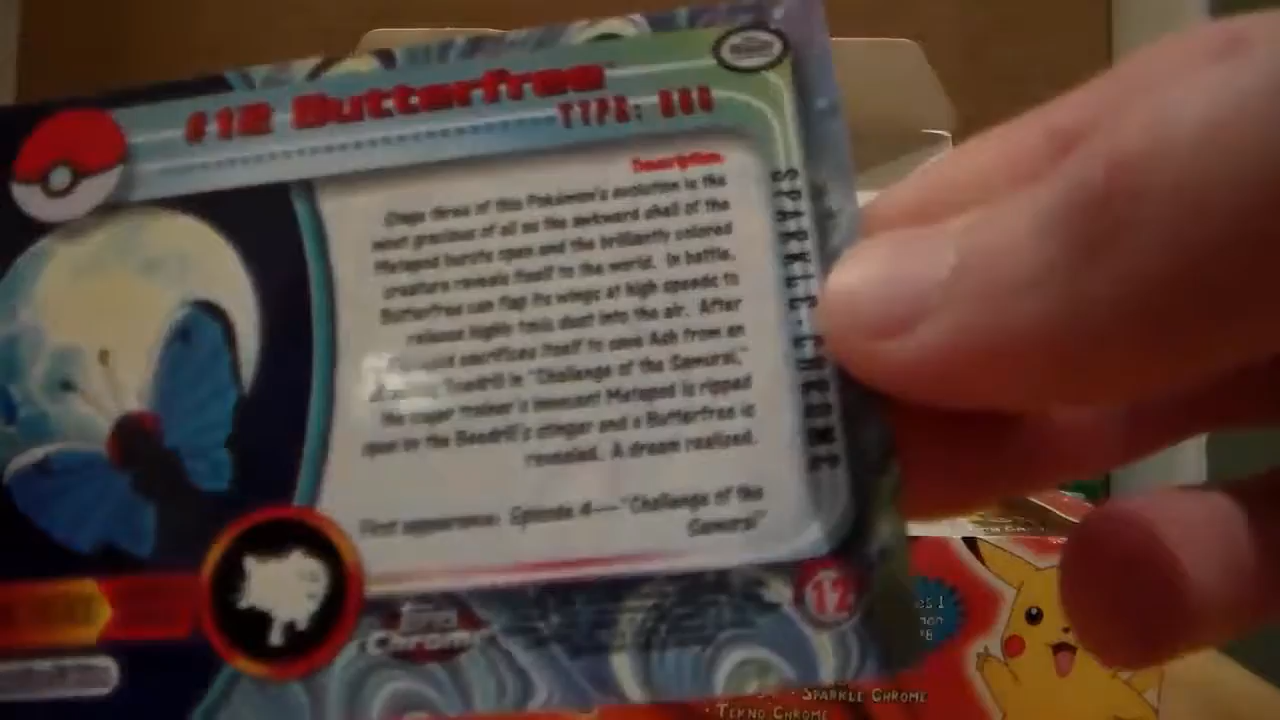 #12 Butterfree
TYPE: BUG
Description:
Stage three of this Pokémon's evolution is the
most gracious of all as the awkward shell of the
Metapod bursts open and the brilliantly colored
creature reveals itself to the world. In battle,
Butterfree can flap its wings at high speeds to
release highly toxic dust into the air. After
sacrifices itself to save Ash from an
in "Challenge of the Samurai,"
the eager trainer's innocent Metapod is ripped
open by the Beedrill's stinger and a Butterfree is
revealed. A dream realized.
First appearance: Episode 4—"Challenge of the
Samurai"
SPARKLE-CHROME
12
Topps
Chrome
• SPARKLE CHROME
• TEKNO CHROME